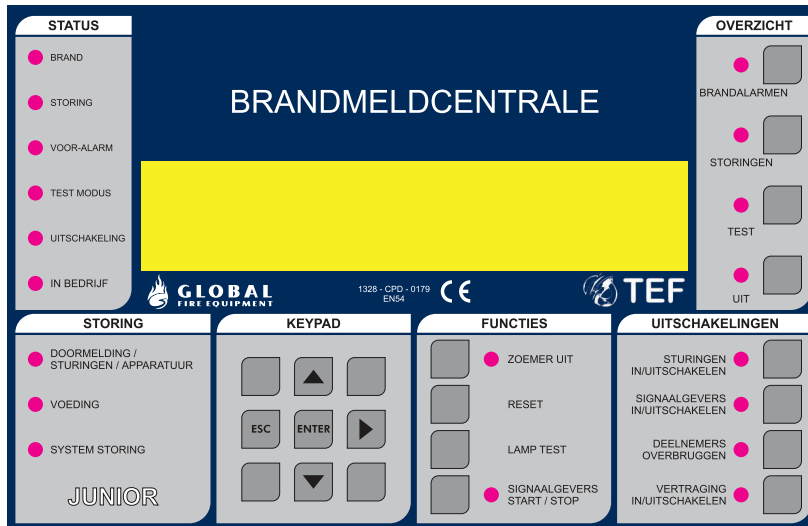 STATUS
BRAND
STORING
VOOR-ALARM
TEST MODUS
UITSCHAKELING
IN BEDRIJF
BRANDMELDCENTRALE
GLOBAL
FIRE EQUIPMENT
1328 - CPD - 0179
EN54
CE
TEF
OVERZICHT
BRANDALARMEN
STORINGEN
TEST
UIT
STORING
DOORMELDING /
STURINGEN / APPARATUUR
VOEDING
SYSTEM STORING
JUNIOR
KEYPAD
ESC
ENTER
FUNCTIES
ZOEMER UIT
RESET
LAMP TEST
SIGNAALGEVERS
START / STOP
UITSCHAKELINGEN
STURINGEN
IN/UITSCHAKELEN
SIGNAALGEVERS
IN/UITSCHAKELEN
DEELNEMERS
OVERBRUGGEN
VERTRAGING
IN/UITSCHAKELEN